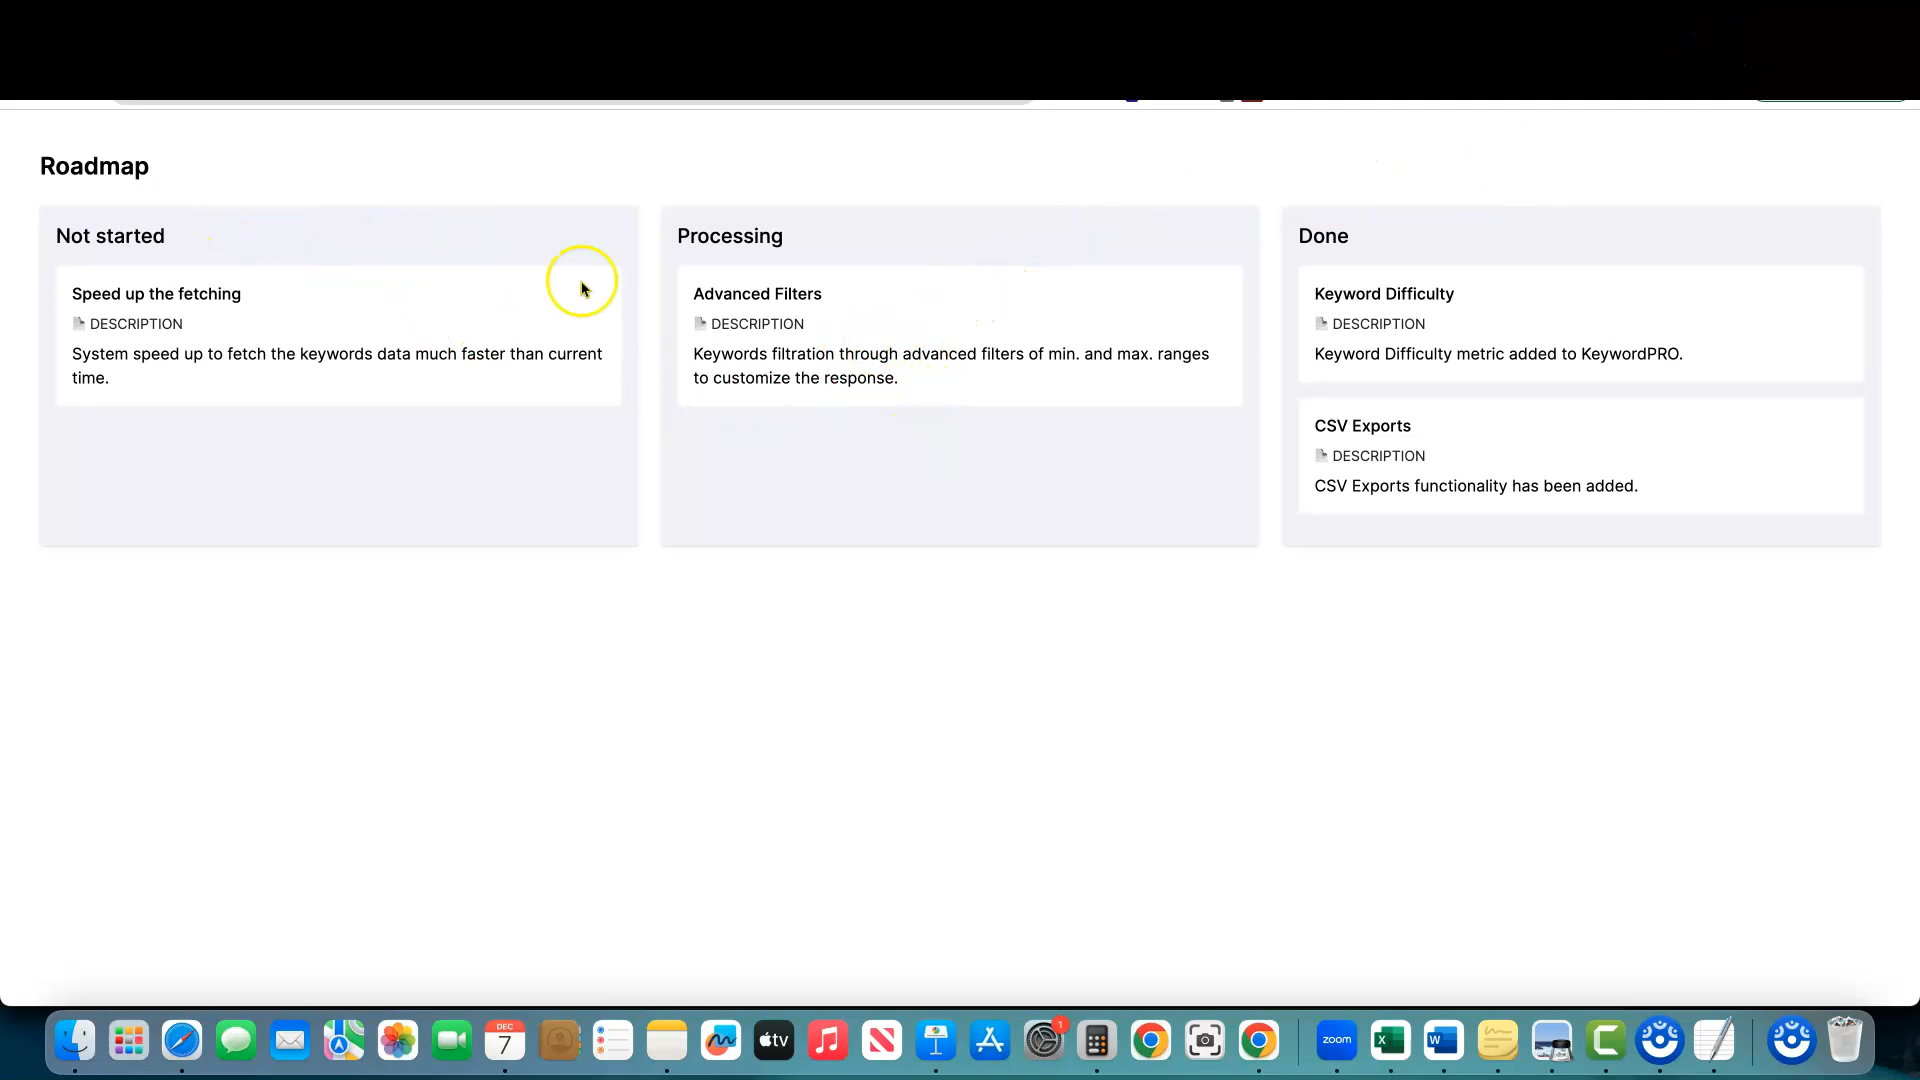 Roadmap
Not started
Speed up the fetching
DESCRIPTION
System speed up to fetch the keywords data much faster than current
time.
Processing
Advanced Filters
DESCRIPTION
Keywords filtration through advanced filters of min. and max. ranges
to customize the response.
Done
Keyword Difficulty
DESCRIPTION
Keyword Difficulty metric added to KeywordPRO.
CSV Exports
DESCRIPTION
CSV Exports functionality has been added.
DEC
7
tv
1
zoom
X
W